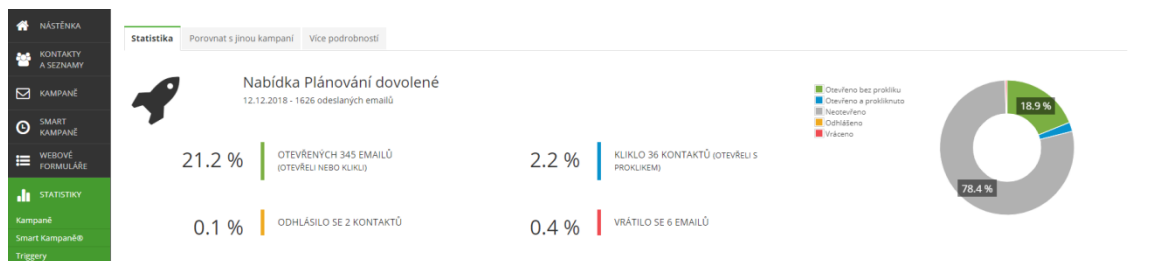 NÁSTĚNKA
KONTAKTY
A SEZNAMY
KAMPANĚ
SMART
KAMPANĚ
WEBOVÉ
FORMULÁŘE
STATISTIKY
Kampaně
Smart Kampaně®
Triggery
Statistika Porovnat s jinou kampaní Více podrobností
Nabídka Plánování dovolené
12.12.2018 - 1626 odeslaných emailů
21.2 % OTEVŘENÝCH 345 EMAILŮ
(OTEVŘELI NEBO KLIKLI)
2.2 % KLIKLO 36 KONTAKTŮ (OTEVŘELI S
PROKLIKEM)
0.1 % ODHLÁSILO SE 2 KONTAKTŮ
0.4 % VRÁTILO SE 6 EMAILŮ
Otevřeno bez prokliku
Otevřeno a prokliknuto
Neotevřeno
Odhlášeno
Vráceno
18.9 %
78.4 %